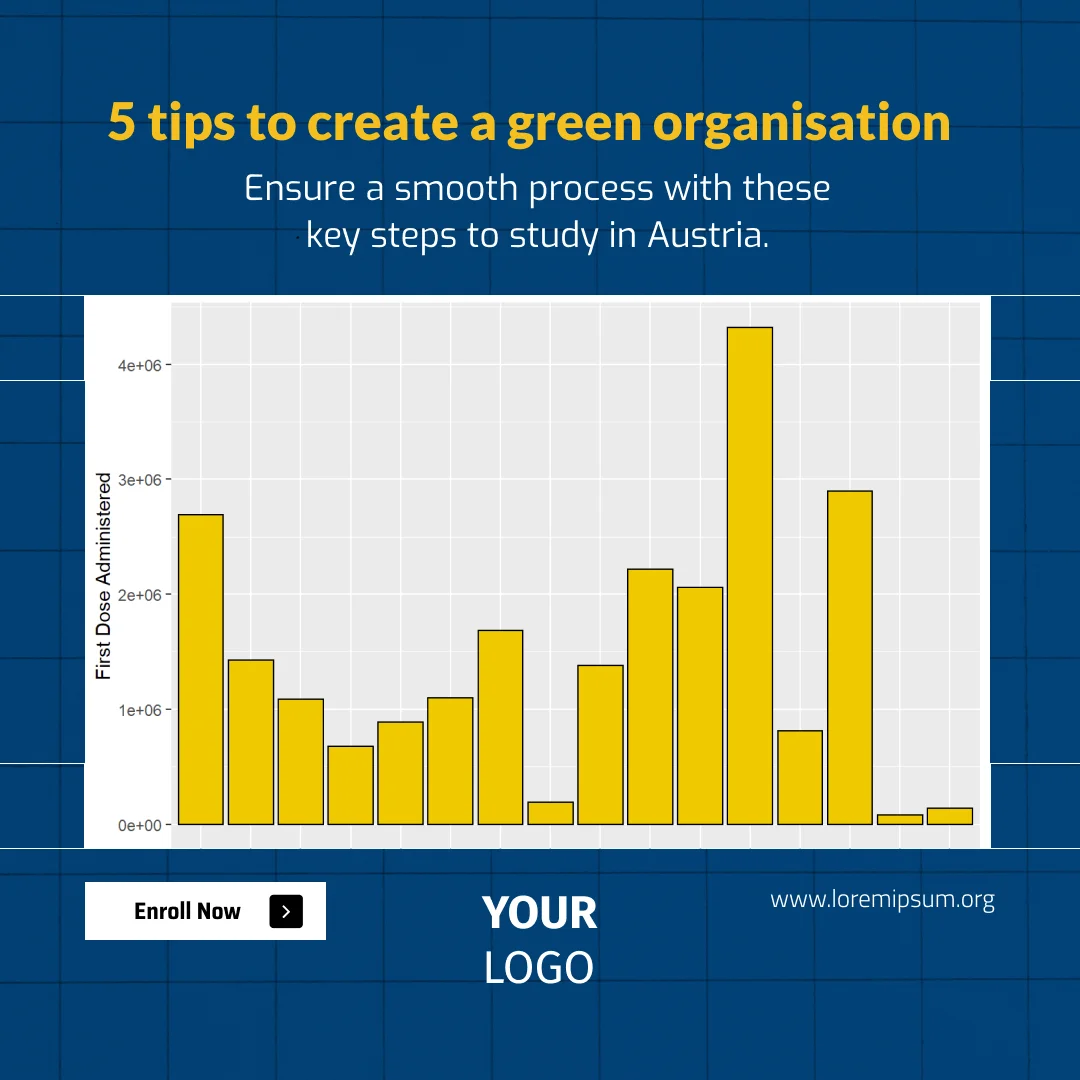 5 tips to create a green organisation
Ensure a smooth process with these
key steps to study in Austria.
4e+06
3e+06
2e+06
1e+06
0e+00
First Dose Administered
Enroll Now
YOUR
LOGO
www.loremipsum.org